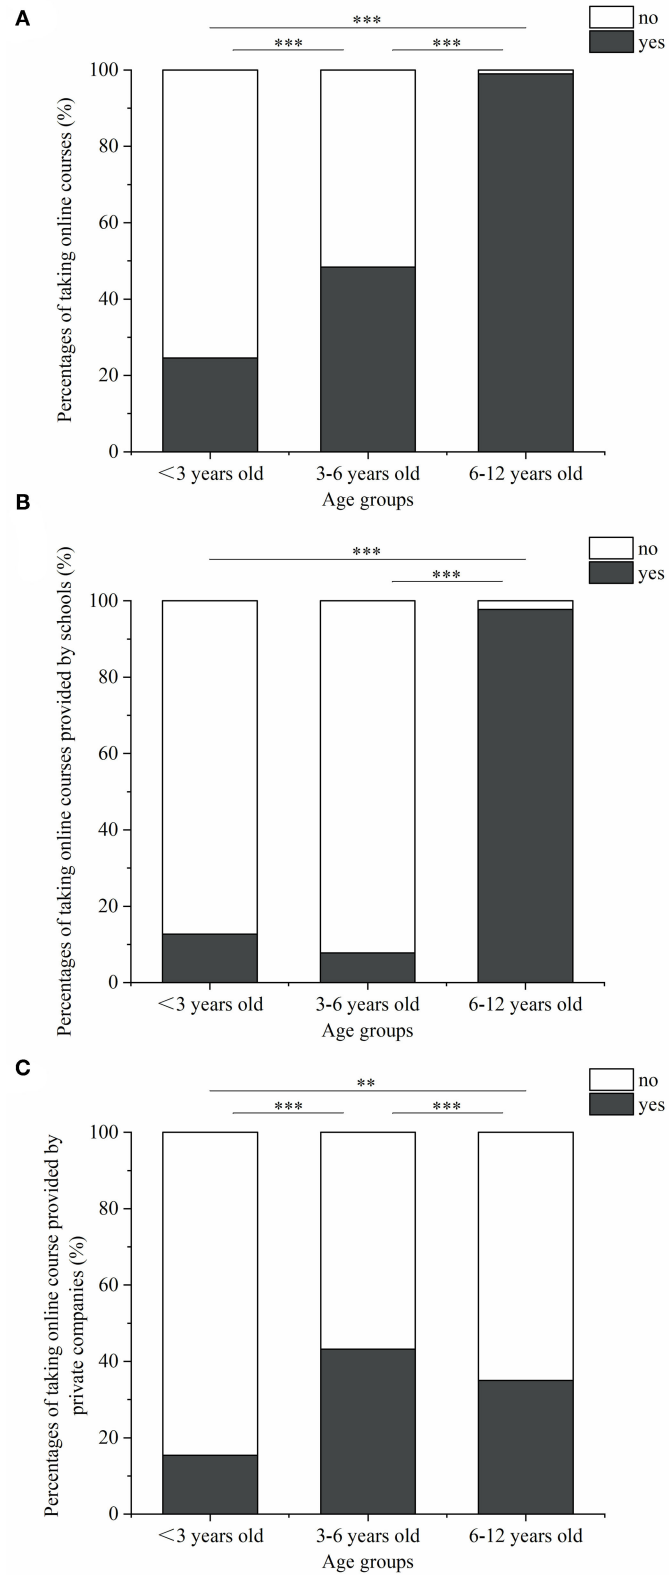 A
no
yes
***
***
***
Percentages of taking online courses (%)
100
80
60
40
20
0
<3 years old
3-6 years old
6-12 years old
Age groups
B
no
yes
***
***
Percentages of taking online courses provided by schools (%)
100
80
60
40
20
0
<3 years old
3-6 years old
6-12 years old
Age groups
C
no
yes
**
***
***
Percentages of taking online course provided by
private companies (%)
100
80
60
40
20
0
<3 years old
3-6 years old
6-12 years old
Age groups